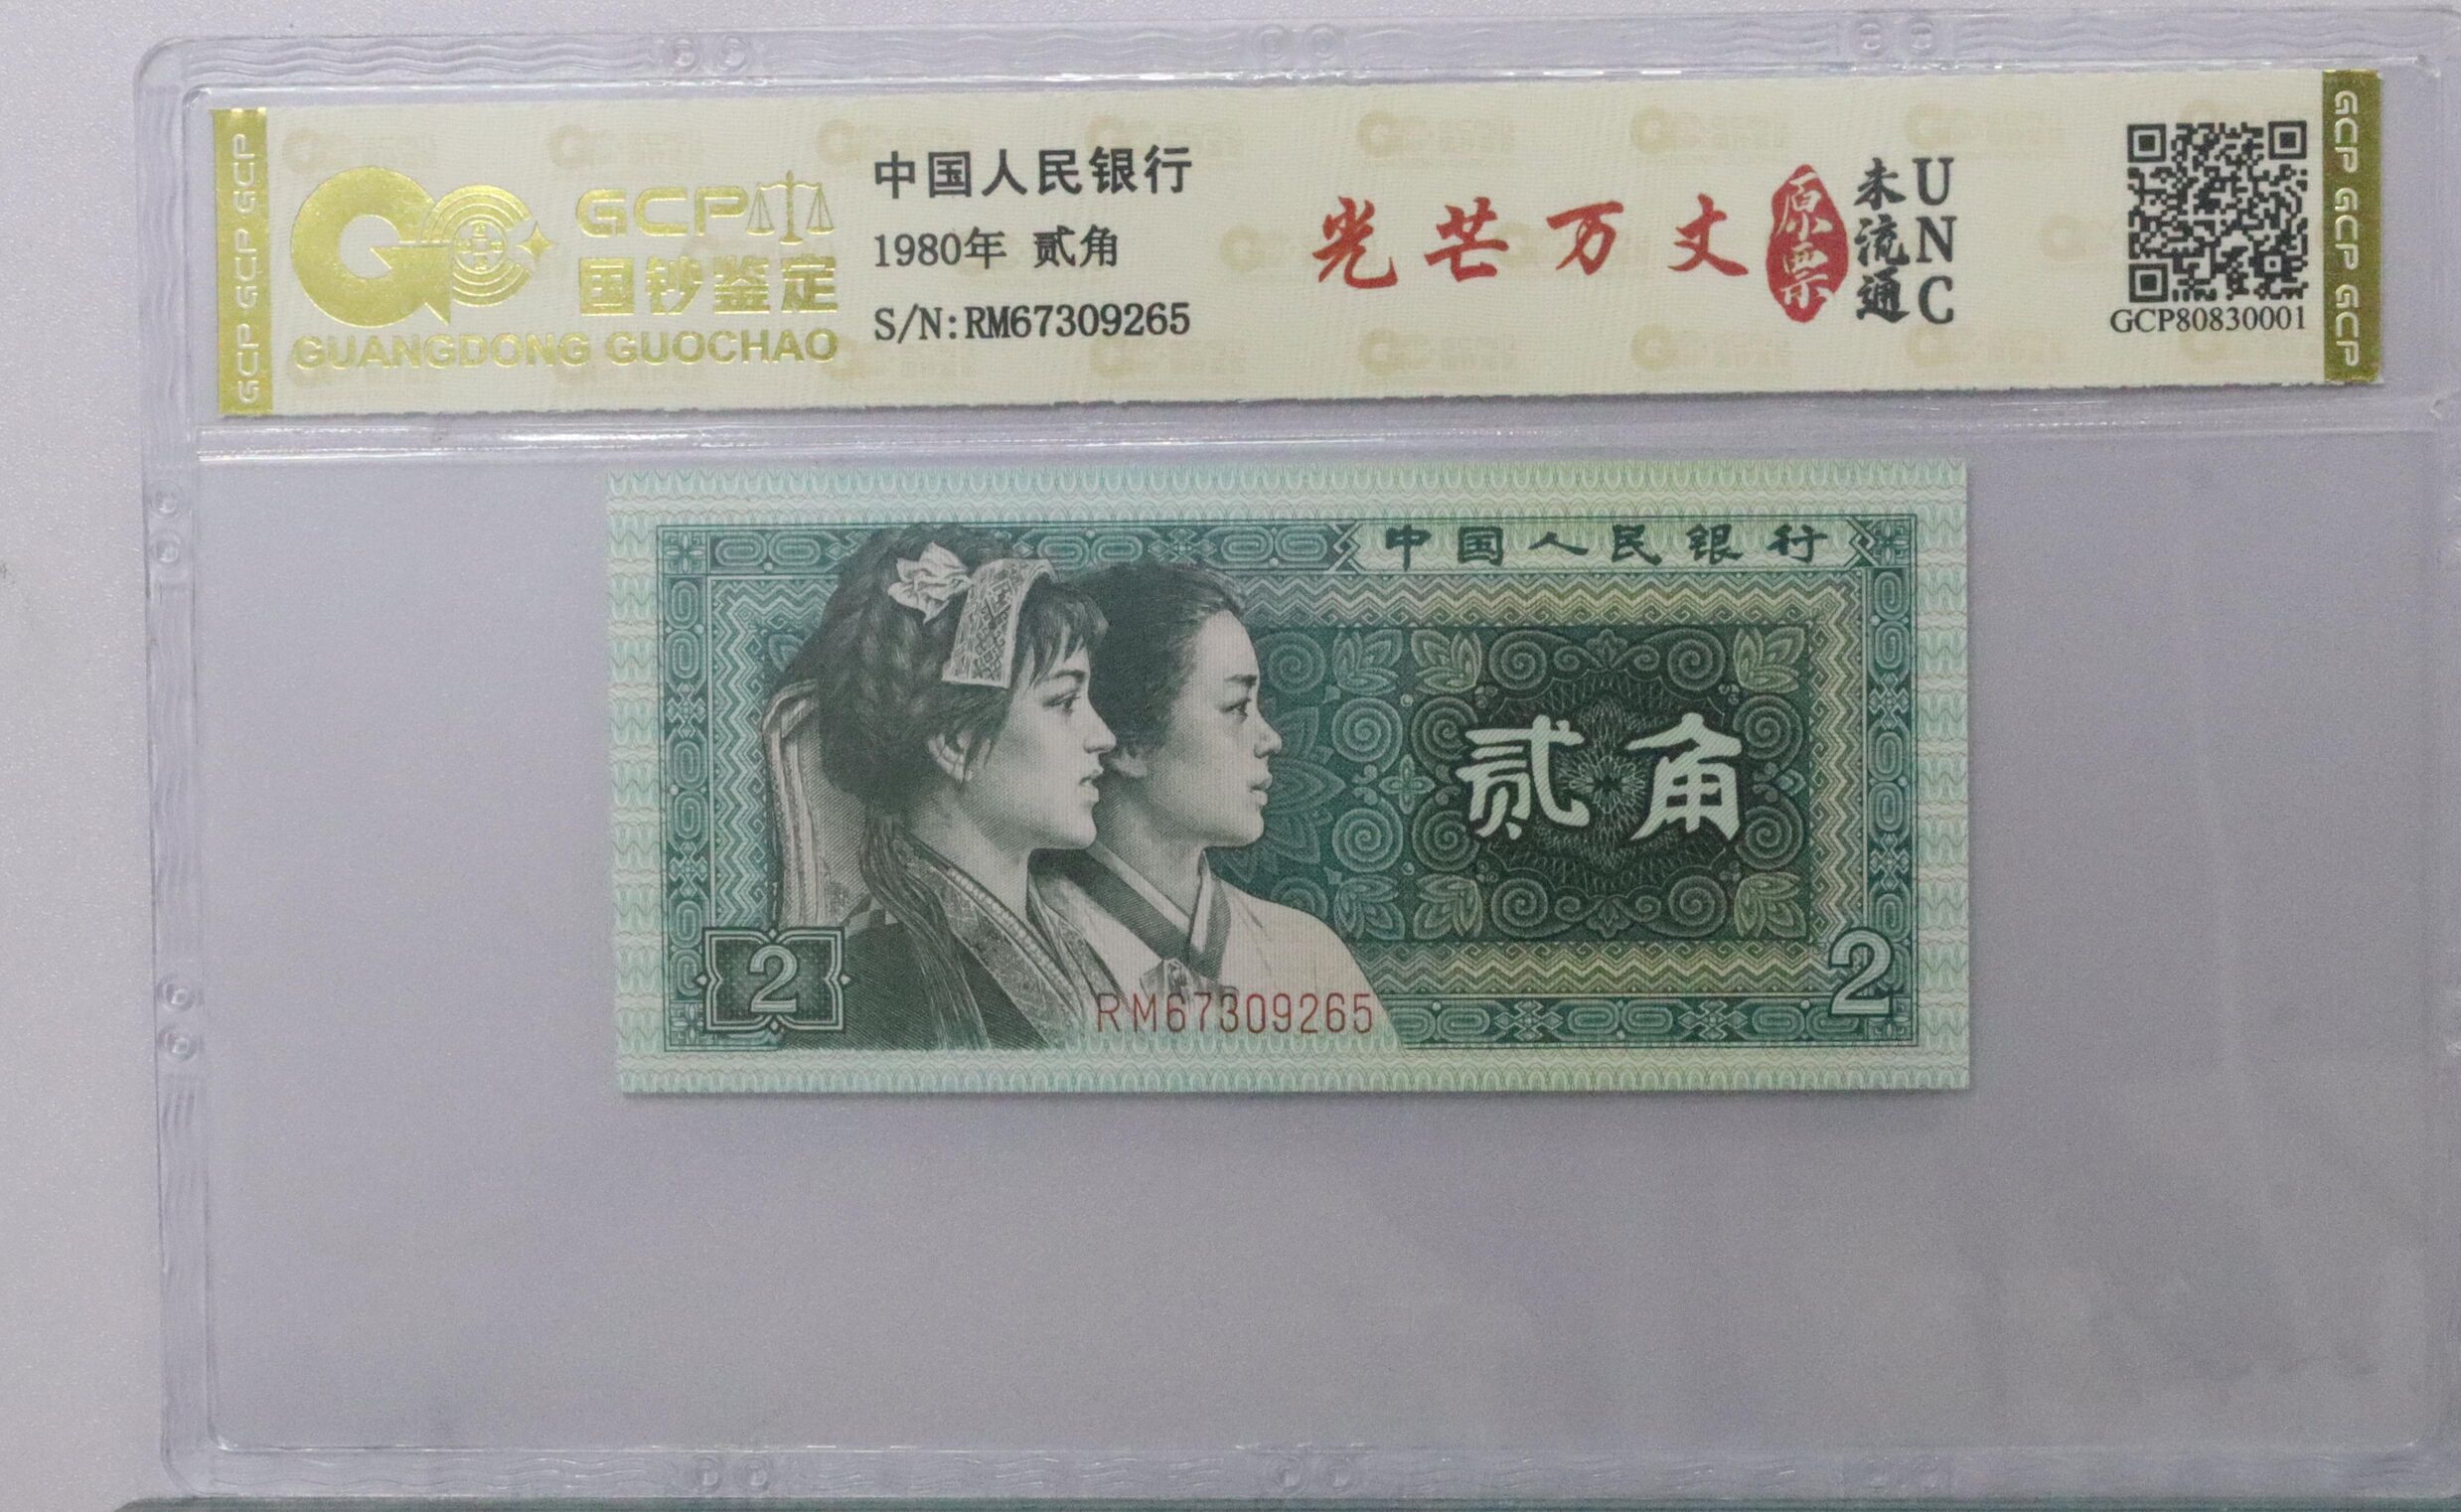 GCP GCP GCP
GCP
国钞鉴定
GUANGDONG GUOCHAO
中国人民银行
1980年 贰角
S/N:RM67309265
光芒万丈
原票
未流通
UNC
GCP80830001
GCP GCP GCP
中国人民银行
贰角
2
2
RM67309265